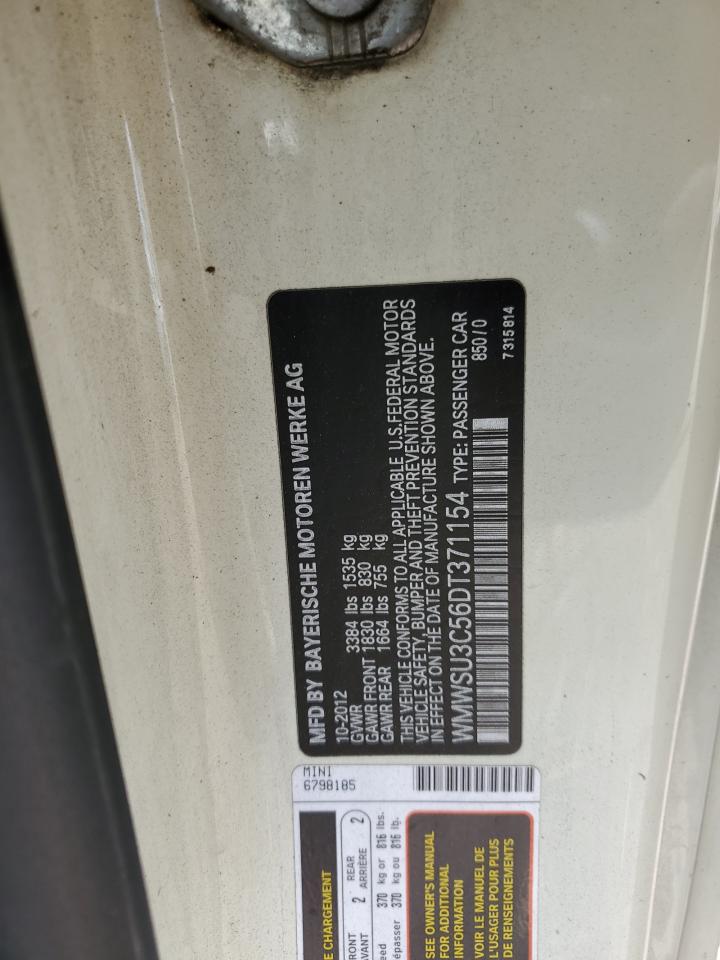 MFD BY BAYERISCHE MOTOREN WERKE AG
10-2012
GVWR 3384 lbs 1535 kg
GAWR FRONT 1830 lbs 830 kg
GAWR REAR 1664 lbs 755 kg
THIS VEHICLE CONFORMS TO ALL APPLICABLE U.S.FEDERAL MOTOR
VEHICLE SAFETY, BUMPER AND THEFT PREVENTION STANDARDS
IN EFFECT ON THE DATE OF MANUFACTURE SHOWN ABOVE.
WMWSU3C56DT371154 TYPE: PASSENGER CAR
850/0
7315814
MINI
6798185
E CHARGEMENT
RONT 2 REAR 2
AVANT ARRIÈRE
eed 370 kg or 816 lbs.
épasser 370 kg ou 816 lb.
SEE OWNER'S MANUAL
FOR ADDITIONAL
INFORMATION
VOIR LE MANUEL DE
L'USAGER POUR PLUS
DE RENSEIGNEMENTS